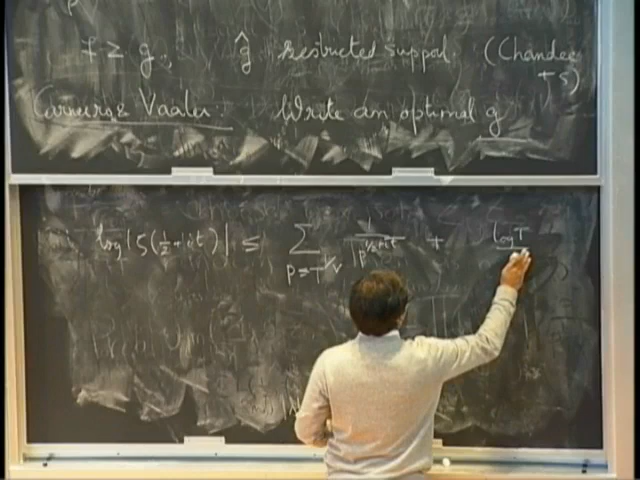 f ≥ g, ĝ restricted support. (Chandee
+ S)
Carneiro & Vaaler: Write an optimal g
log|ζ(½+it)| ≤ ∑ 1 + log T
p≤T^{1/V} |p^{½+it}